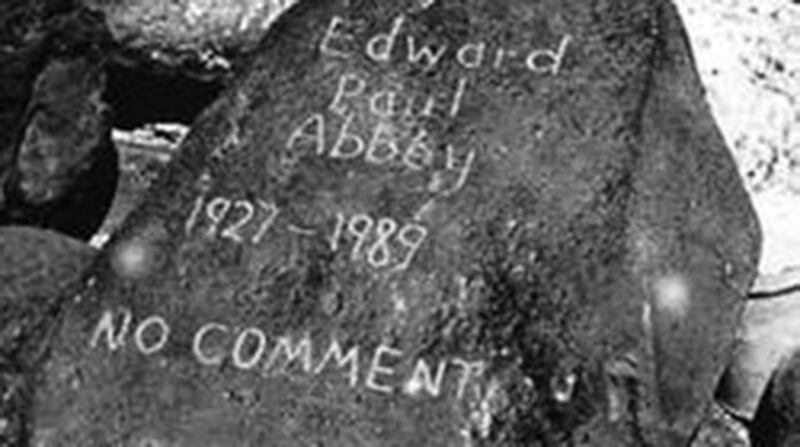 Edward
Paul
Abbey
1927-1989
NO COMMENT